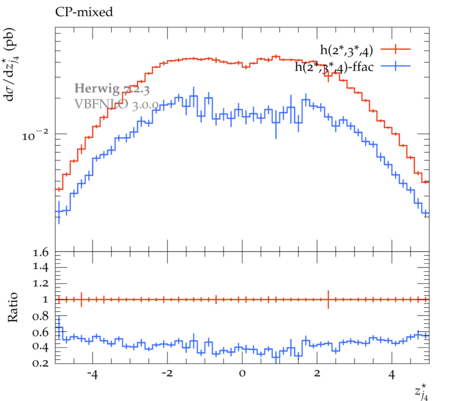 CP-mixed
dσ/dz*j4 (pb)
h(2*,3*,4)
h(2*,3*,4)-ffac
Herwig 7.2.3
VBFNLO 3.0.0
10⁻²
1.6
1.4
1.2
1
0.8
0.6
0.4
0.2
Ratio
-4 -2 0 2 4
z*j4